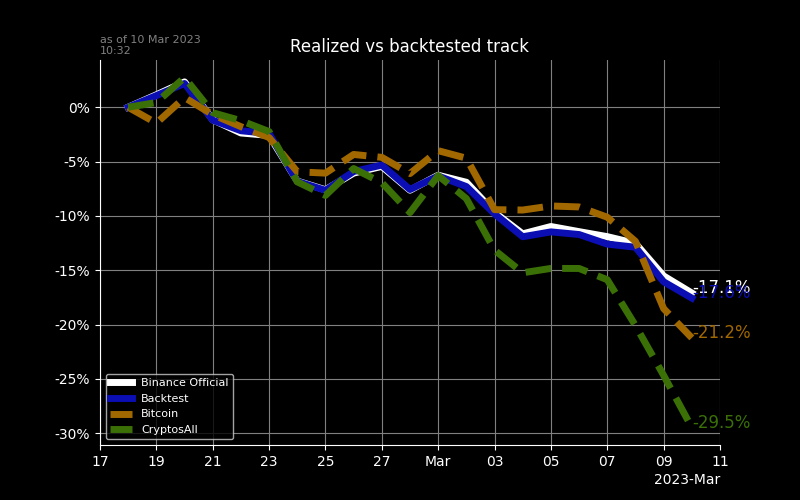 as of 10 Mar 2023
10:32
Realized vs backtested track
0%
-5%
-10%
-15%
-20%
-25%
-30%
-17.1%
-17.6%
-21.2%
-29.5%
Binance Official
Backtest
Bitcoin
CryptosAll
17 19 21 23 25 27 Mar 03 05 07 09 11
2023-Mar